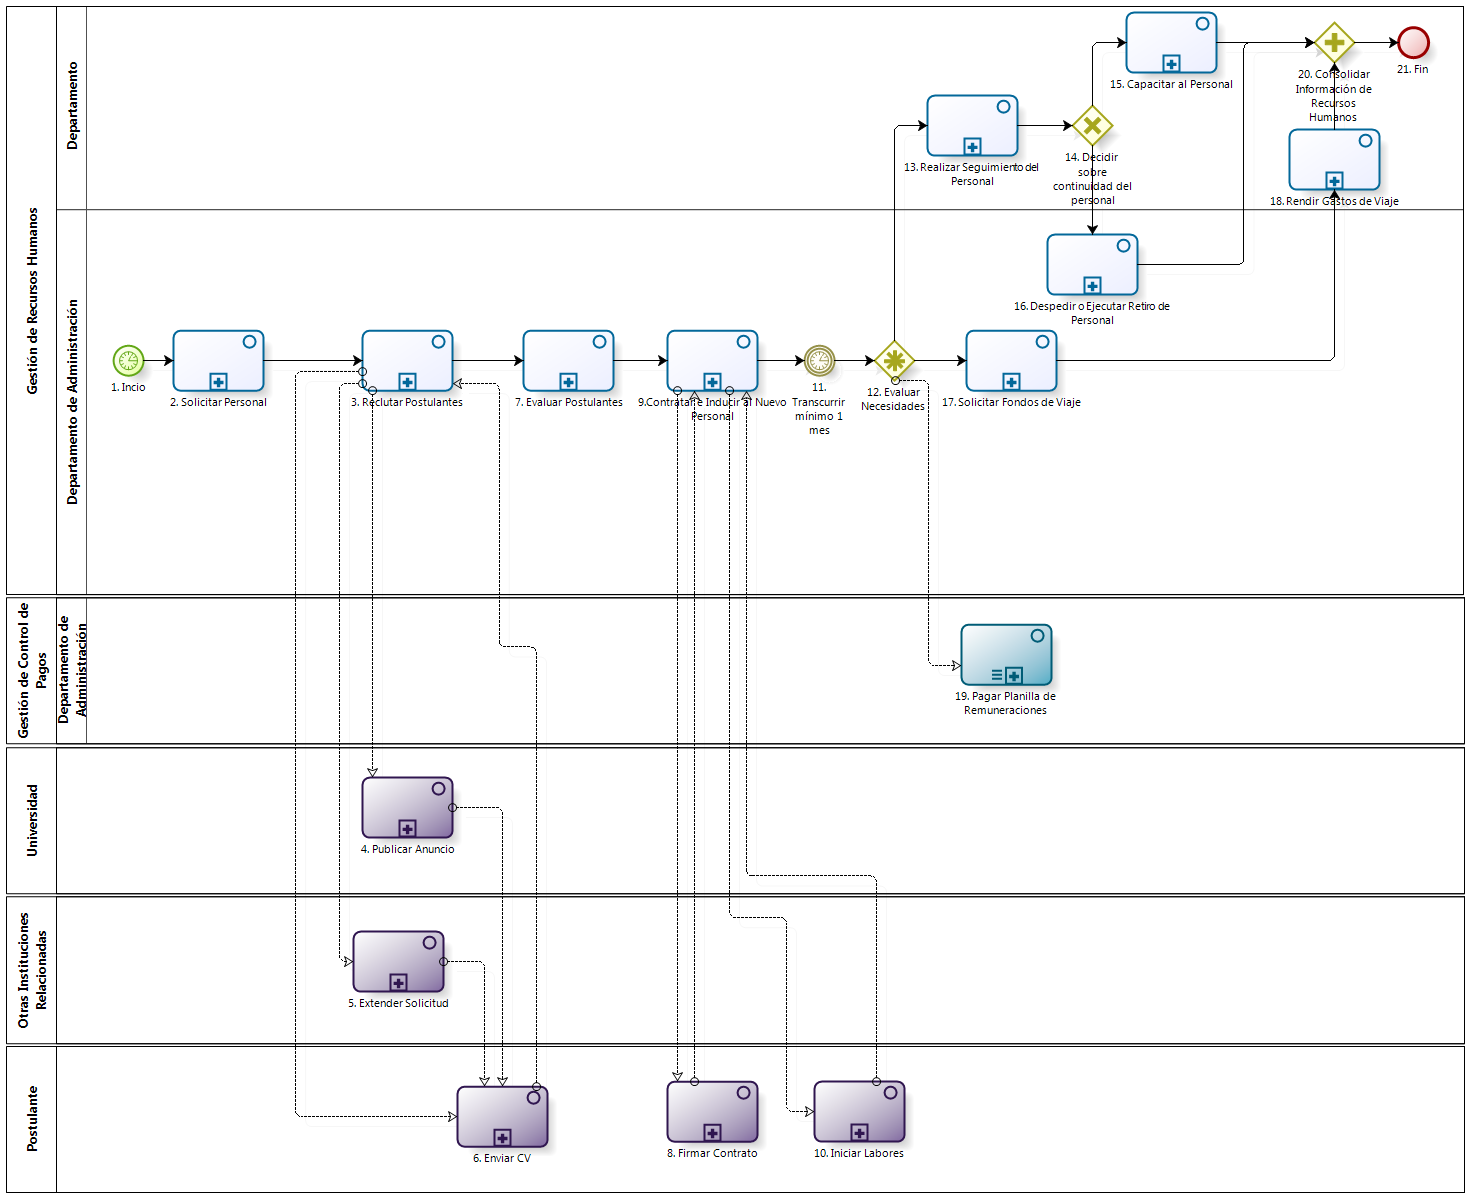 Gestión de Recursos Humanos
Departamento
15. Capacitar al Personal
20. Consolidar
Información de
Recursos
Humanos
21. Fin
13. Realizar Seguimiento del
Personal
14. Decidir
sobre
continuidad del
personal
18. Rendir Gastos de Viaje
Departamento de Administración
16. Despedir o Ejecutar Retiro de
Personal
1. Incio
2. Solicitar Personal
3. Reclutar Postulantes
7. Evaluar Postulantes
9.Contratar e Inducir al Nuevo
Personal
11.
Transcurrir
mínimo 1
mes
12. Evaluar
Necesidades
17. Solicitar Fondos de Viaje
Gestión de Control de
Pagos
Departamento de
Administración
19. Pagar Planilla de
Remuneraciones
Universidad
4. Publicar Anuncio
Otras Instituciones
Relacionadas
5. Extender Solicitud
Postulante
6. Enviar CV
8. Firmar Contrato
10. Iniciar Labores